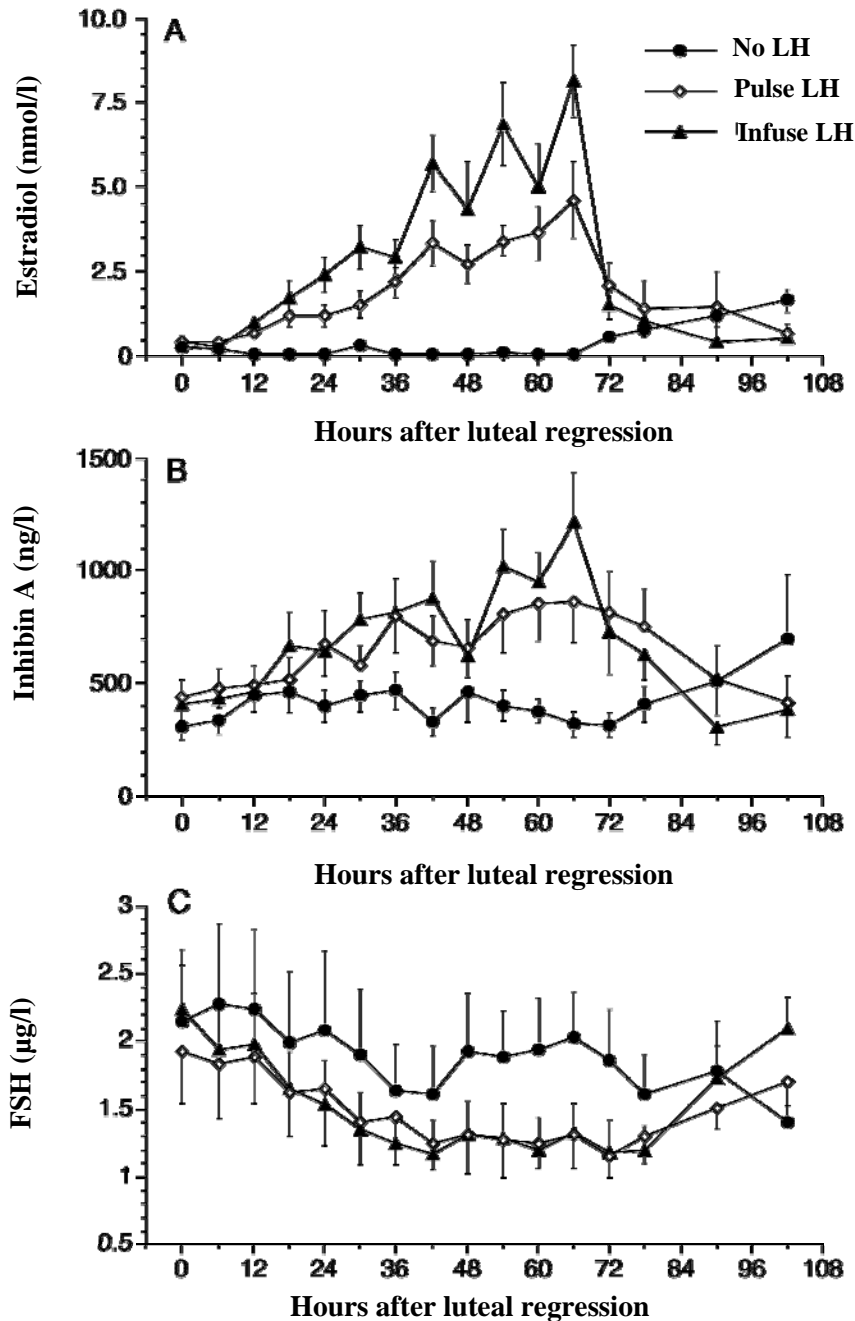 A
10.0
7.5
5.0
2.5
0
Estradiol (nmol/l)
No LH
Pulse LH
Infuse LH
0 12 24 36 48 60 72 84 96 108
Hours after luteal regression
B
1500
1000
500
0
Inhibin A (ng/l)
0 12 24 36 48 60 72 84 96 108
Hours after luteal regression
C
3
2.5
2
1.5
1
0.5
FSH (µg/l)
0 12 24 36 48 60 72 84 96 108
Hours after luteal regression